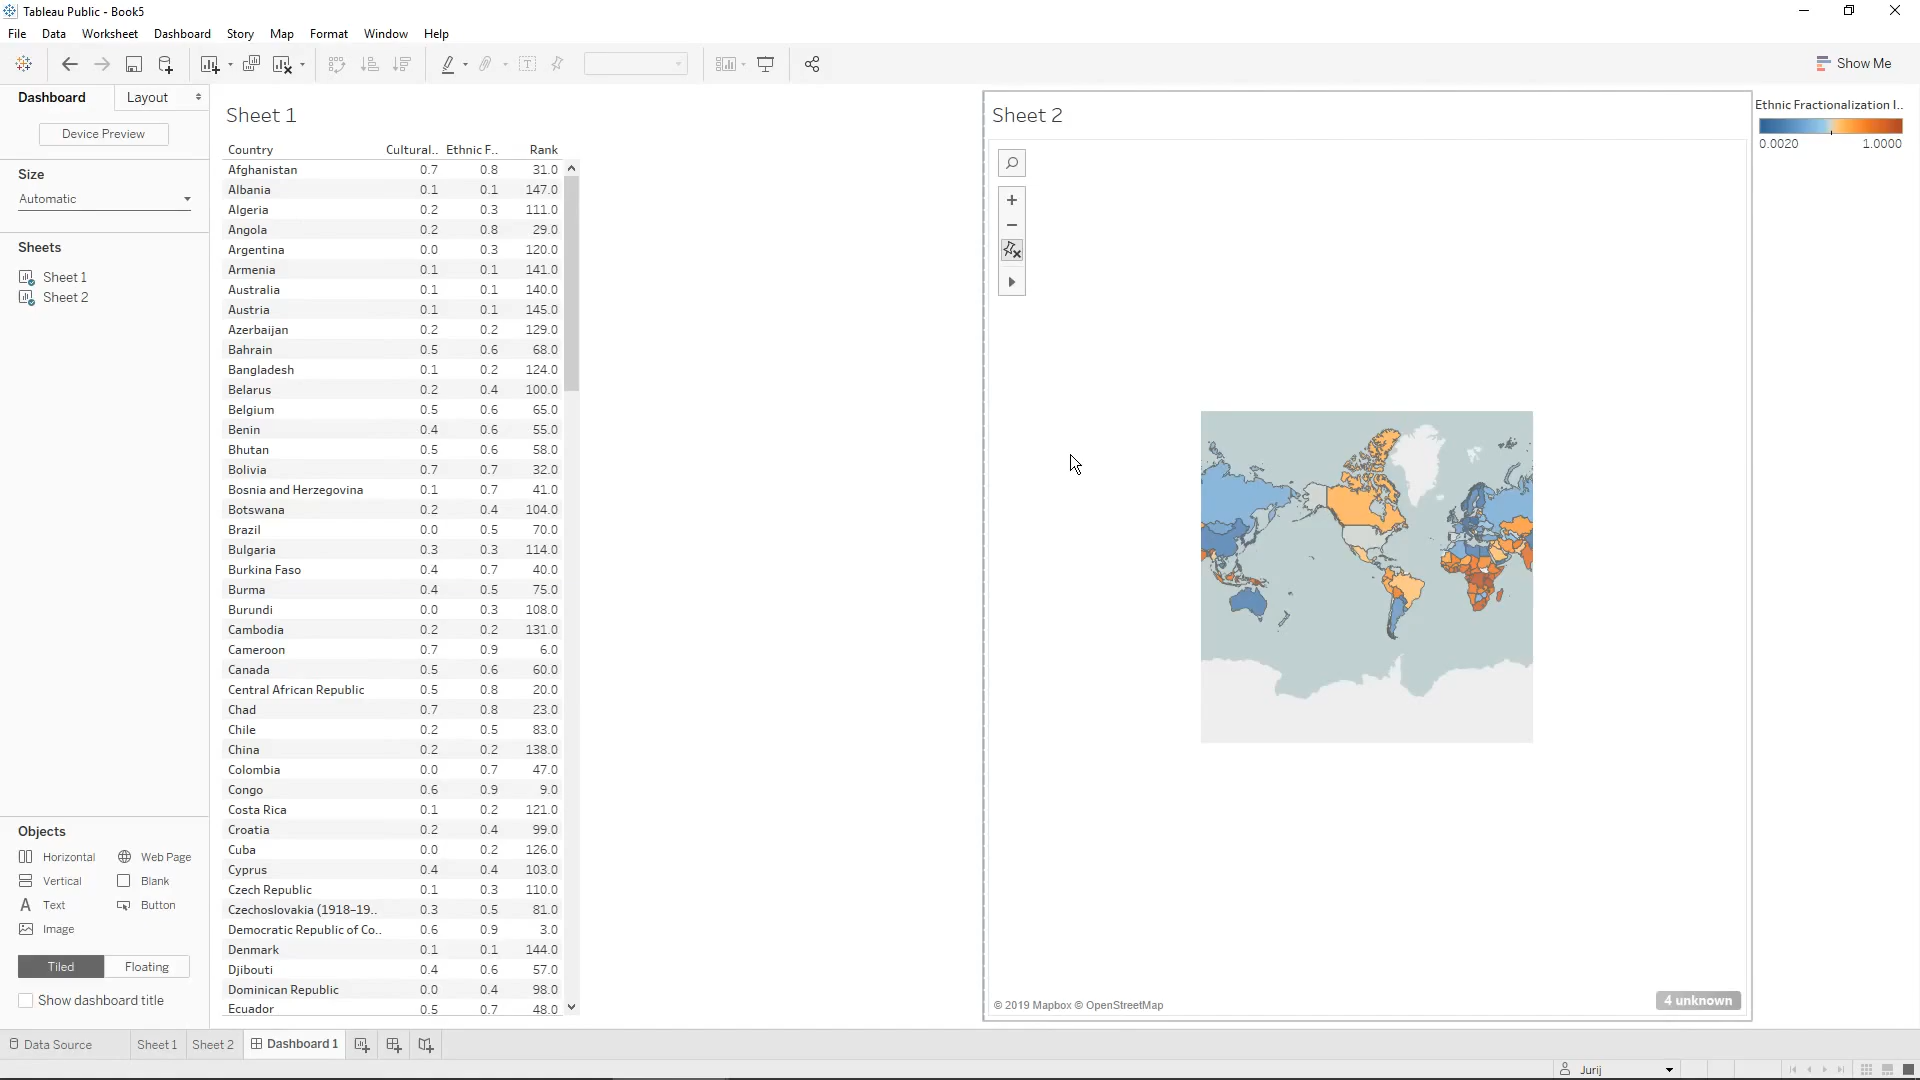 Tableau Public - Book5
File Data Worksheet Dashboard Story Map Format Window Help
Show Me
Dashboard Layout
Device Preview
Size
Automatic
Sheets
Sheet 1
Sheet 2
Objects
Horizontal Web Page
Vertical Blank
A Text Button
Image
Tiled Floating
Show dashboard title
Sheet 1
Country Cultural.. Ethnic F.. Rank
Afghanistan 0.7 0.8 31.0
Albania 0.1 0.1 147.0
Algeria 0.2 0.3 111.0
Angola 0.2 0.8 29.0
Argentina 0.0 0.3 120.0
Armenia 0.1 0.1 141.0
Australia 0.1 0.1 140.0
Austria 0.1 0.1 145.0
Azerbaijan 0.2 0.2 129.0
Bahrain 0.5 0.6 68.0
Bangladesh 0.1 0.2 124.0
Belarus 0.2 0.4 100.0
Belgium 0.5 0.6 65.0
Benin 0.4 0.6 55.0
Bhutan 0.5 0.6 58.0
Bolivia 0.7 0.7 32.0
Bosnia and Herzegovina 0.1 0.7 41.0
Botswana 0.2 0.4 104.0
Brazil 0.0 0.5 70.0
Bulgaria 0.3 0.3 114.0
Burkina Faso 0.4 0.7 40.0
Burma 0.4 0.5 75.0
Burundi 0.0 0.3 108.0
Cambodia 0.2 0.2 131.0
Cameroon 0.7 0.9 6.0
Canada 0.5 0.6 60.0
Central African Republic 0.5 0.8 20.0
Chad 0.7 0.8 23.0
Chile 0.2 0.5 83.0
China 0.2 0.2 138.0
Colombia 0.0 0.7 47.0
Congo 0.6 0.9 9.0
Costa Rica 0.1 0.2 121.0
Croatia 0.2 0.4 99.0
Cuba 0.0 0.2 126.0
Cyprus 0.4 0.4 103.0
Czech Republic 0.1 0.3 110.0
Czechoslovakia (1918–19.. 0.3 0.5 81.0
Democratic Republic of Co.. 0.6 0.9 3.0
Denmark 0.1 0.1 144.0
Djibouti 0.4 0.6 57.0
Dominican Republic 0.0 0.4 98.0
Ecuador 0.5 0.7 48.0
Sheet 2
© 2019 Mapbox © OpenStreetMap
4 unknown
Ethnic Fractionalization I..
0.0020 1.0000
Data Source Sheet 1 Sheet 2 Dashboard 1
Jurij